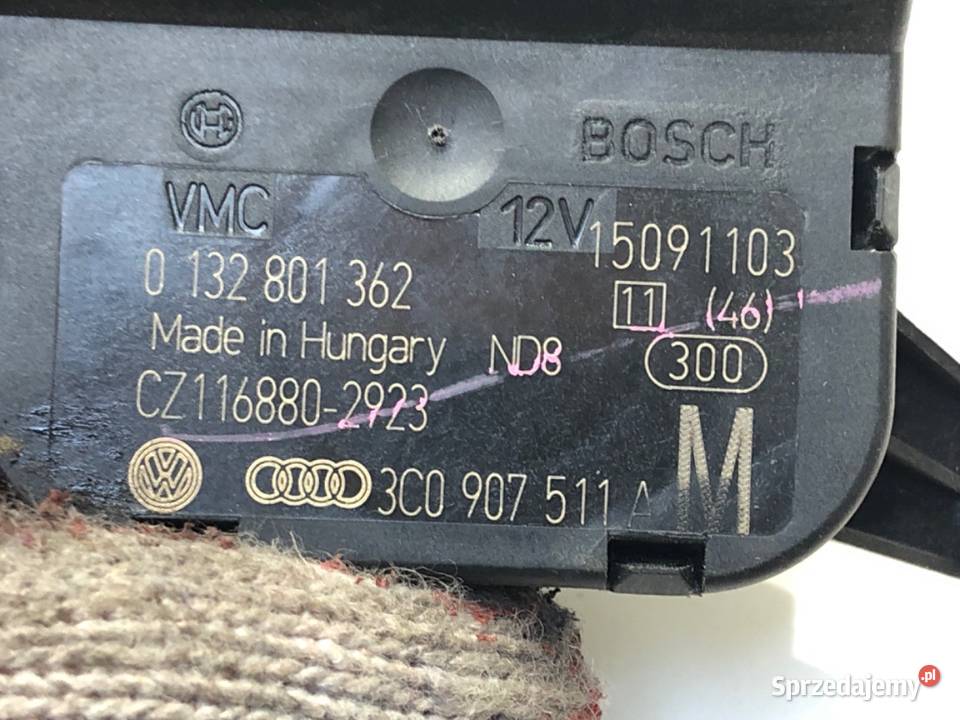 BOSCH
VMC 12V
15091103
0 132 801 362
11 (46)
Made in Hungary ND8
300
CZ116880-2923
M
3C0 907 511 A
Sprzedajemy.pl